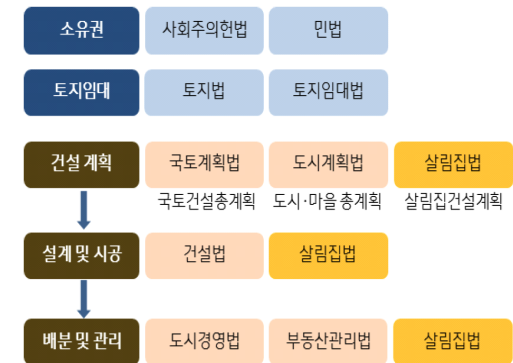 소유권 사회주의헌법 민법
토지임대 토지법 토지임대법
건설 계획 국토계획법 도시계획법 살림집법
국토건설총계획 도시·마을 총계획 살림집건설계획
설계 및 시공 건설법 살림집법
배분 및 관리 도시경영법 부동산관리법 살림집법